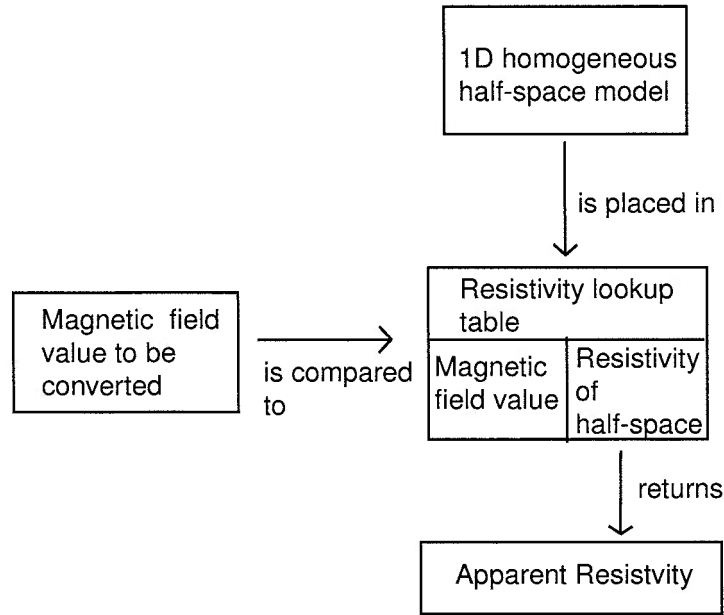 1D homogeneous
half-space model
is placed in
Magnetic field
value to be
converted
is compared
to
Resistivity lookup
table
Magnetic
field value
Resistivity
of
half-space
returns
Apparent Resistvity